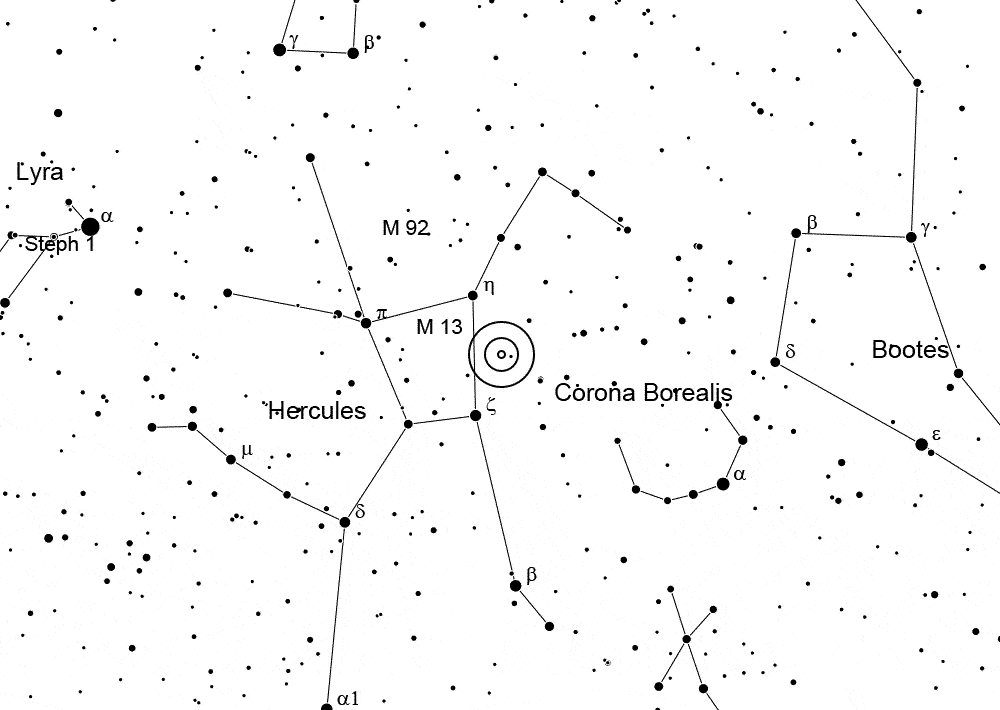 γ
β
Lyra
α
Steph 1
M 92
β
γ
η
π
M 13
δ
Bootes
Corona Borealis
Hercules
ζ
ε
μ
α
δ
β
α1